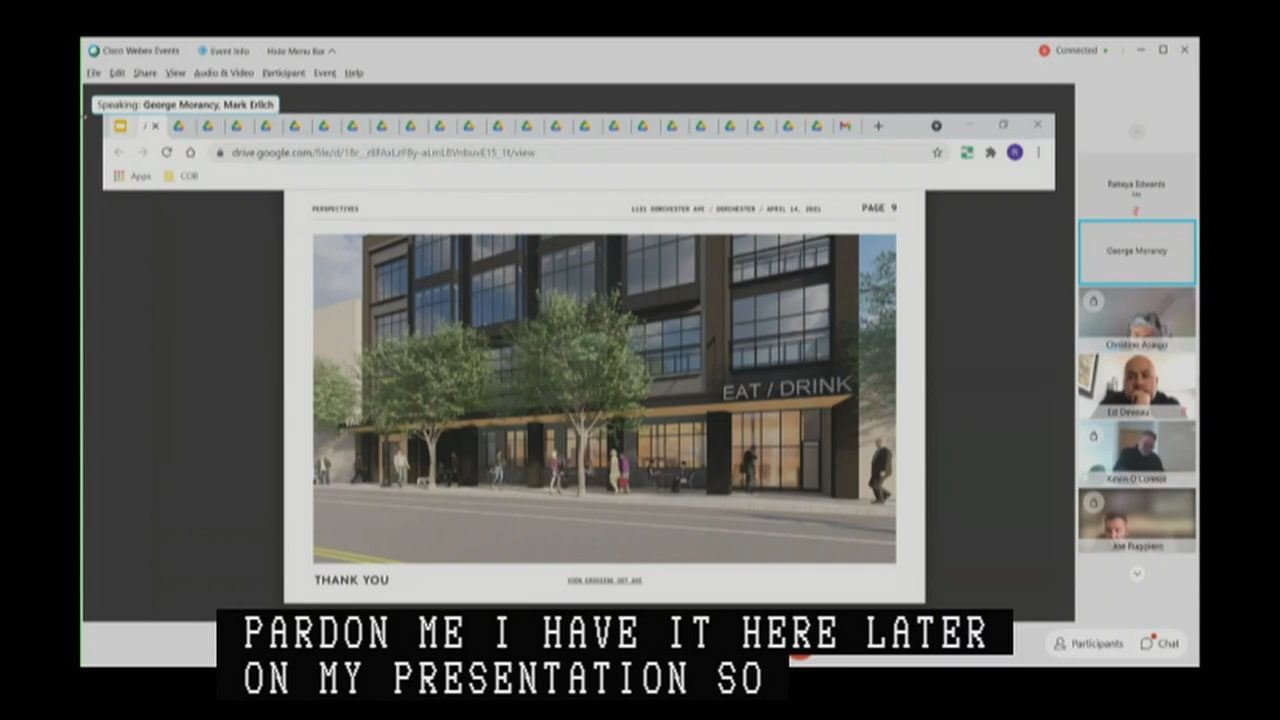 Cisco Webex Events Event Info Hide Menu Bar Connected
File Edit Share View Audio & Video Participant Event Help
Speaking: George Morancy, Mark Erlich
Apps COB
PERSPECTIVES 1121 DORCHESTER AVE / DORCHESTER / APRIL 14, 2021 PAGE 9
EAT / DRINK
THANK YOU
Rakeya Edwards
Me
George Morancy
Christine Araujo
Ed Deveau
Kevin O'Connor
Joe Ruggiero
Participants Chat
PARDON ME I HAVE IT HERE LATER
ON MY PRESENTATION SO